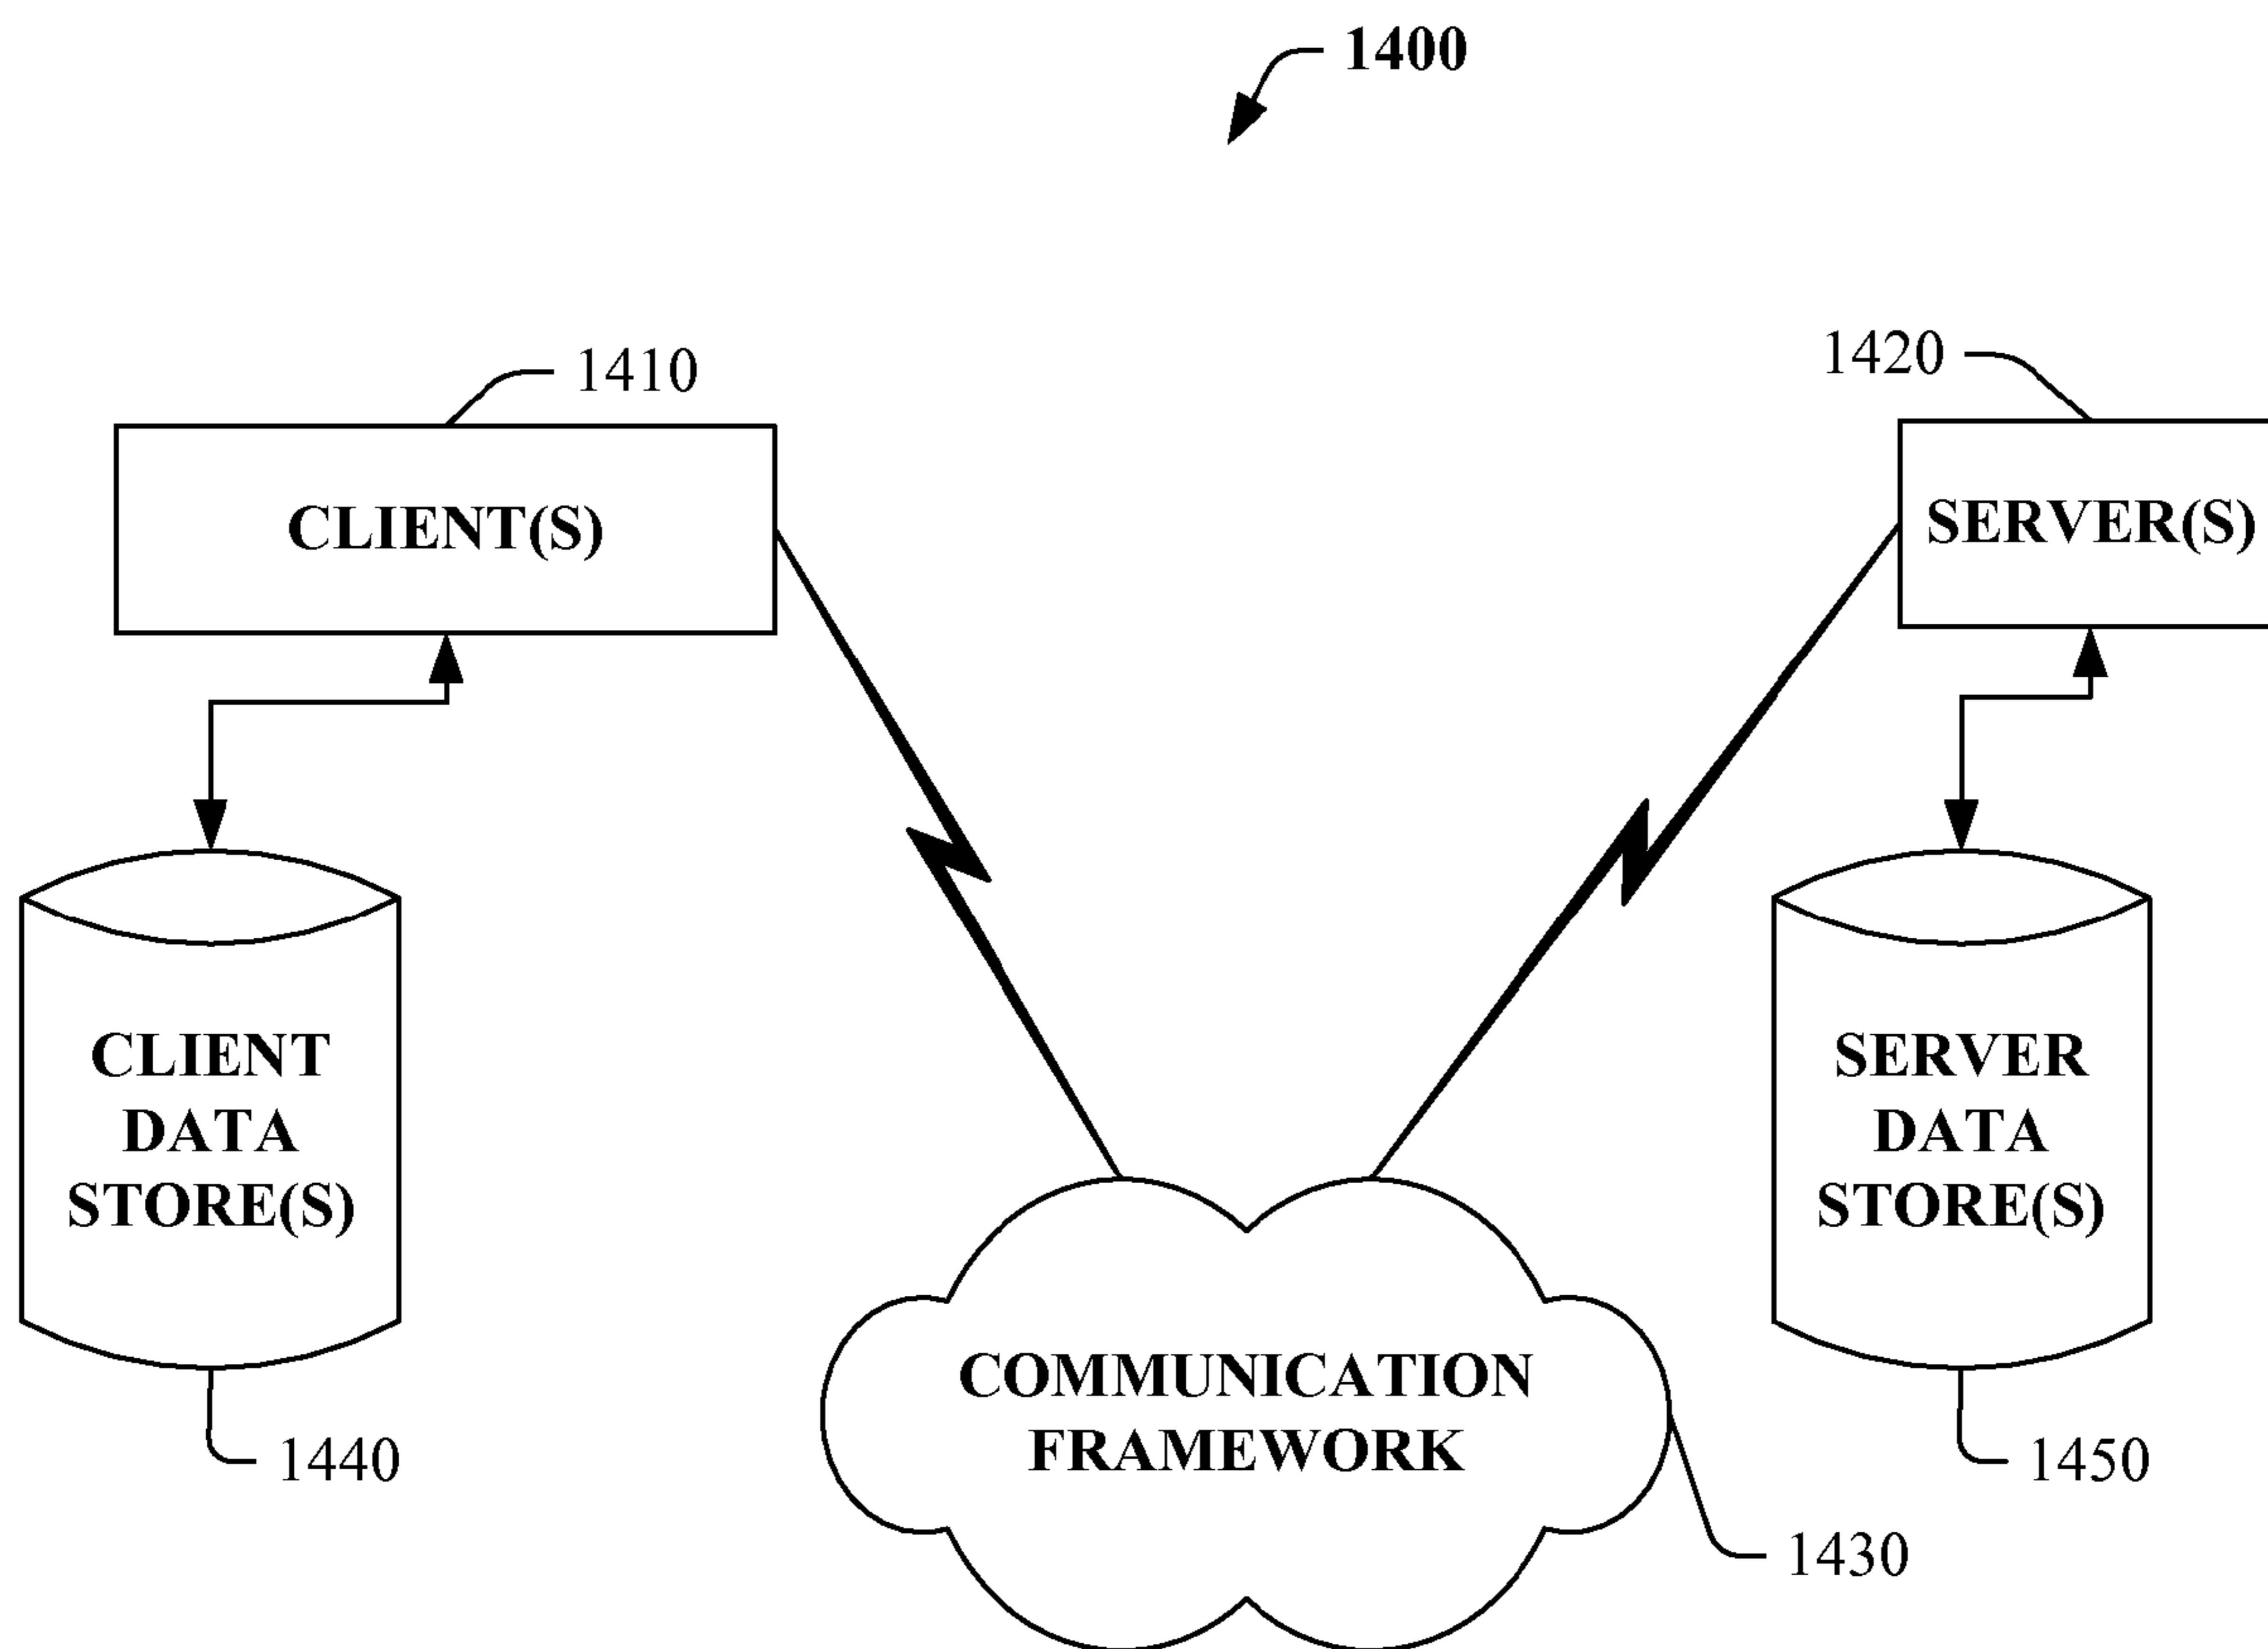 1400
1410
1420
CLIENT(S)
SERVER(S)
CLIENT
DATA
STORE(S)
SERVER
DATA
STORE(S)
COMMUNICATION
FRAMEWORK
1440
1450
1430